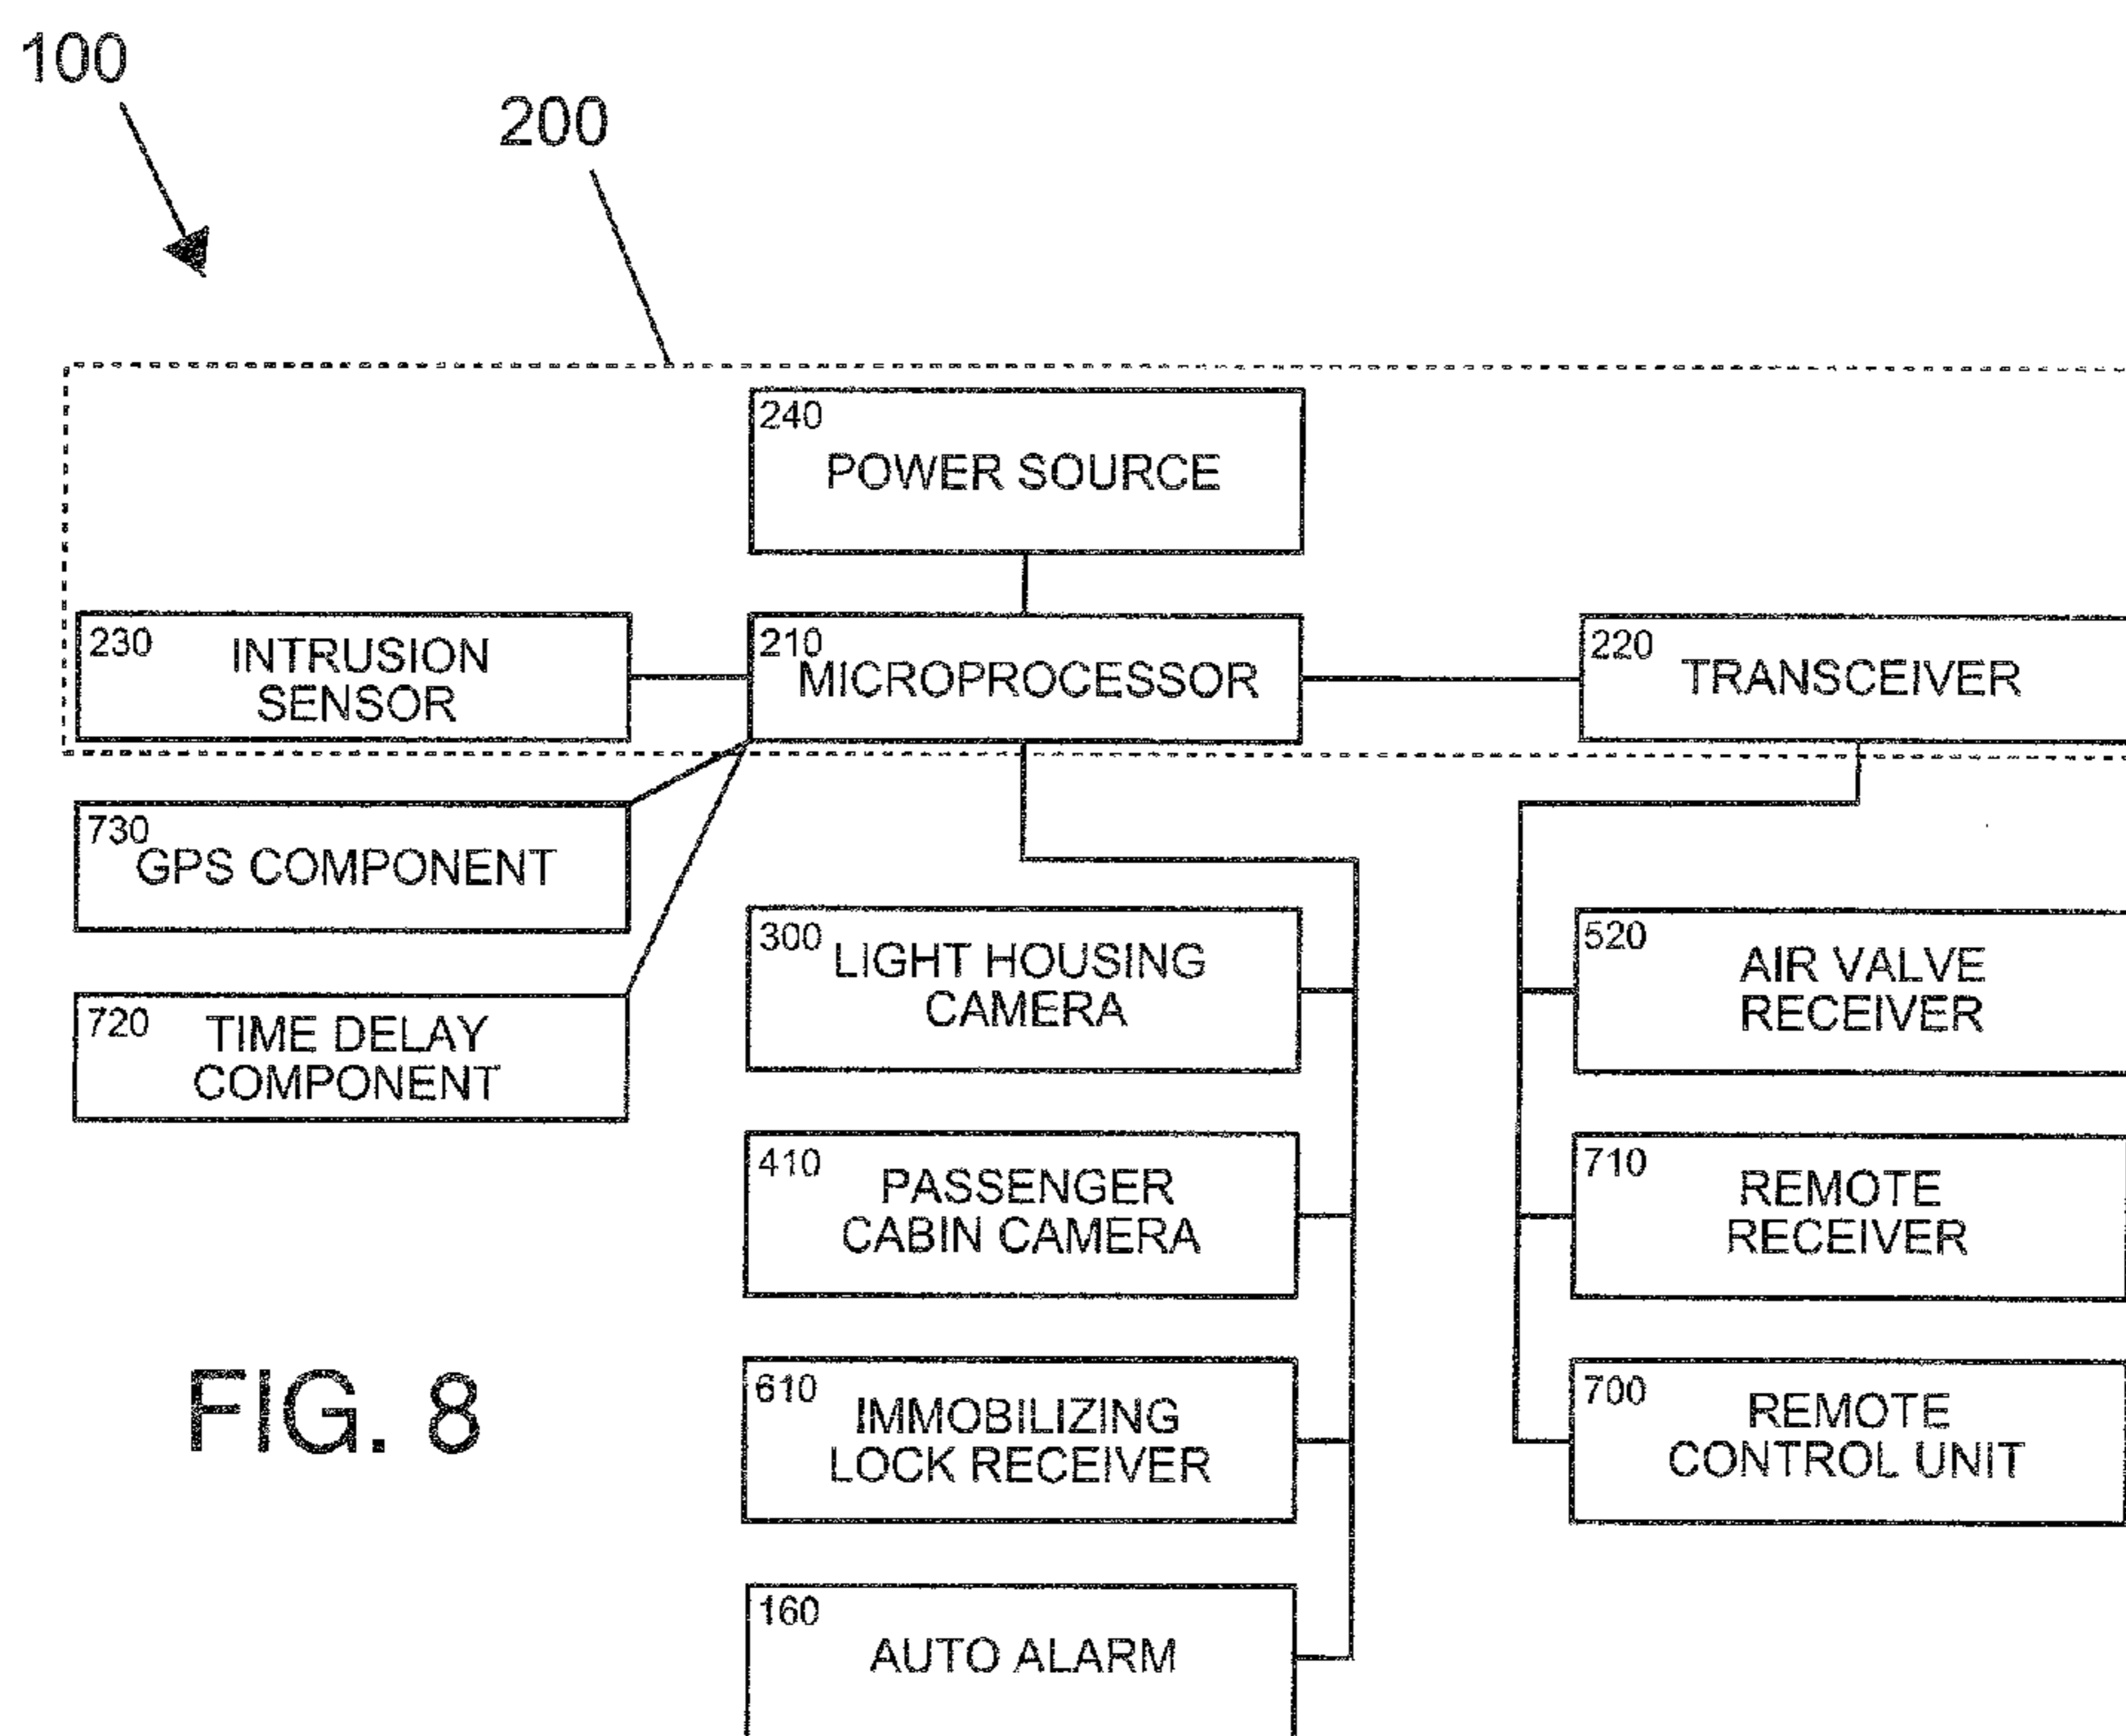 100
200
240
POWER SOURCE
230
INTRUSION
SENSOR
210
MICROPROCESSOR
220
TRANSCEIVER
730
GPS COMPONENT
720
TIME DELAY
COMPONENT
300
LIGHT HOUSING
CAMERA
410
PASSENGER
CABIN CAMERA
610
IMMOBILIZING
LOCK RECEIVER
160
AUTO ALARM
520
AIR VALVE
RECEIVER
710
REMOTE
RECEIVER
700
REMOTE
CONTROL UNIT
FIG. 8